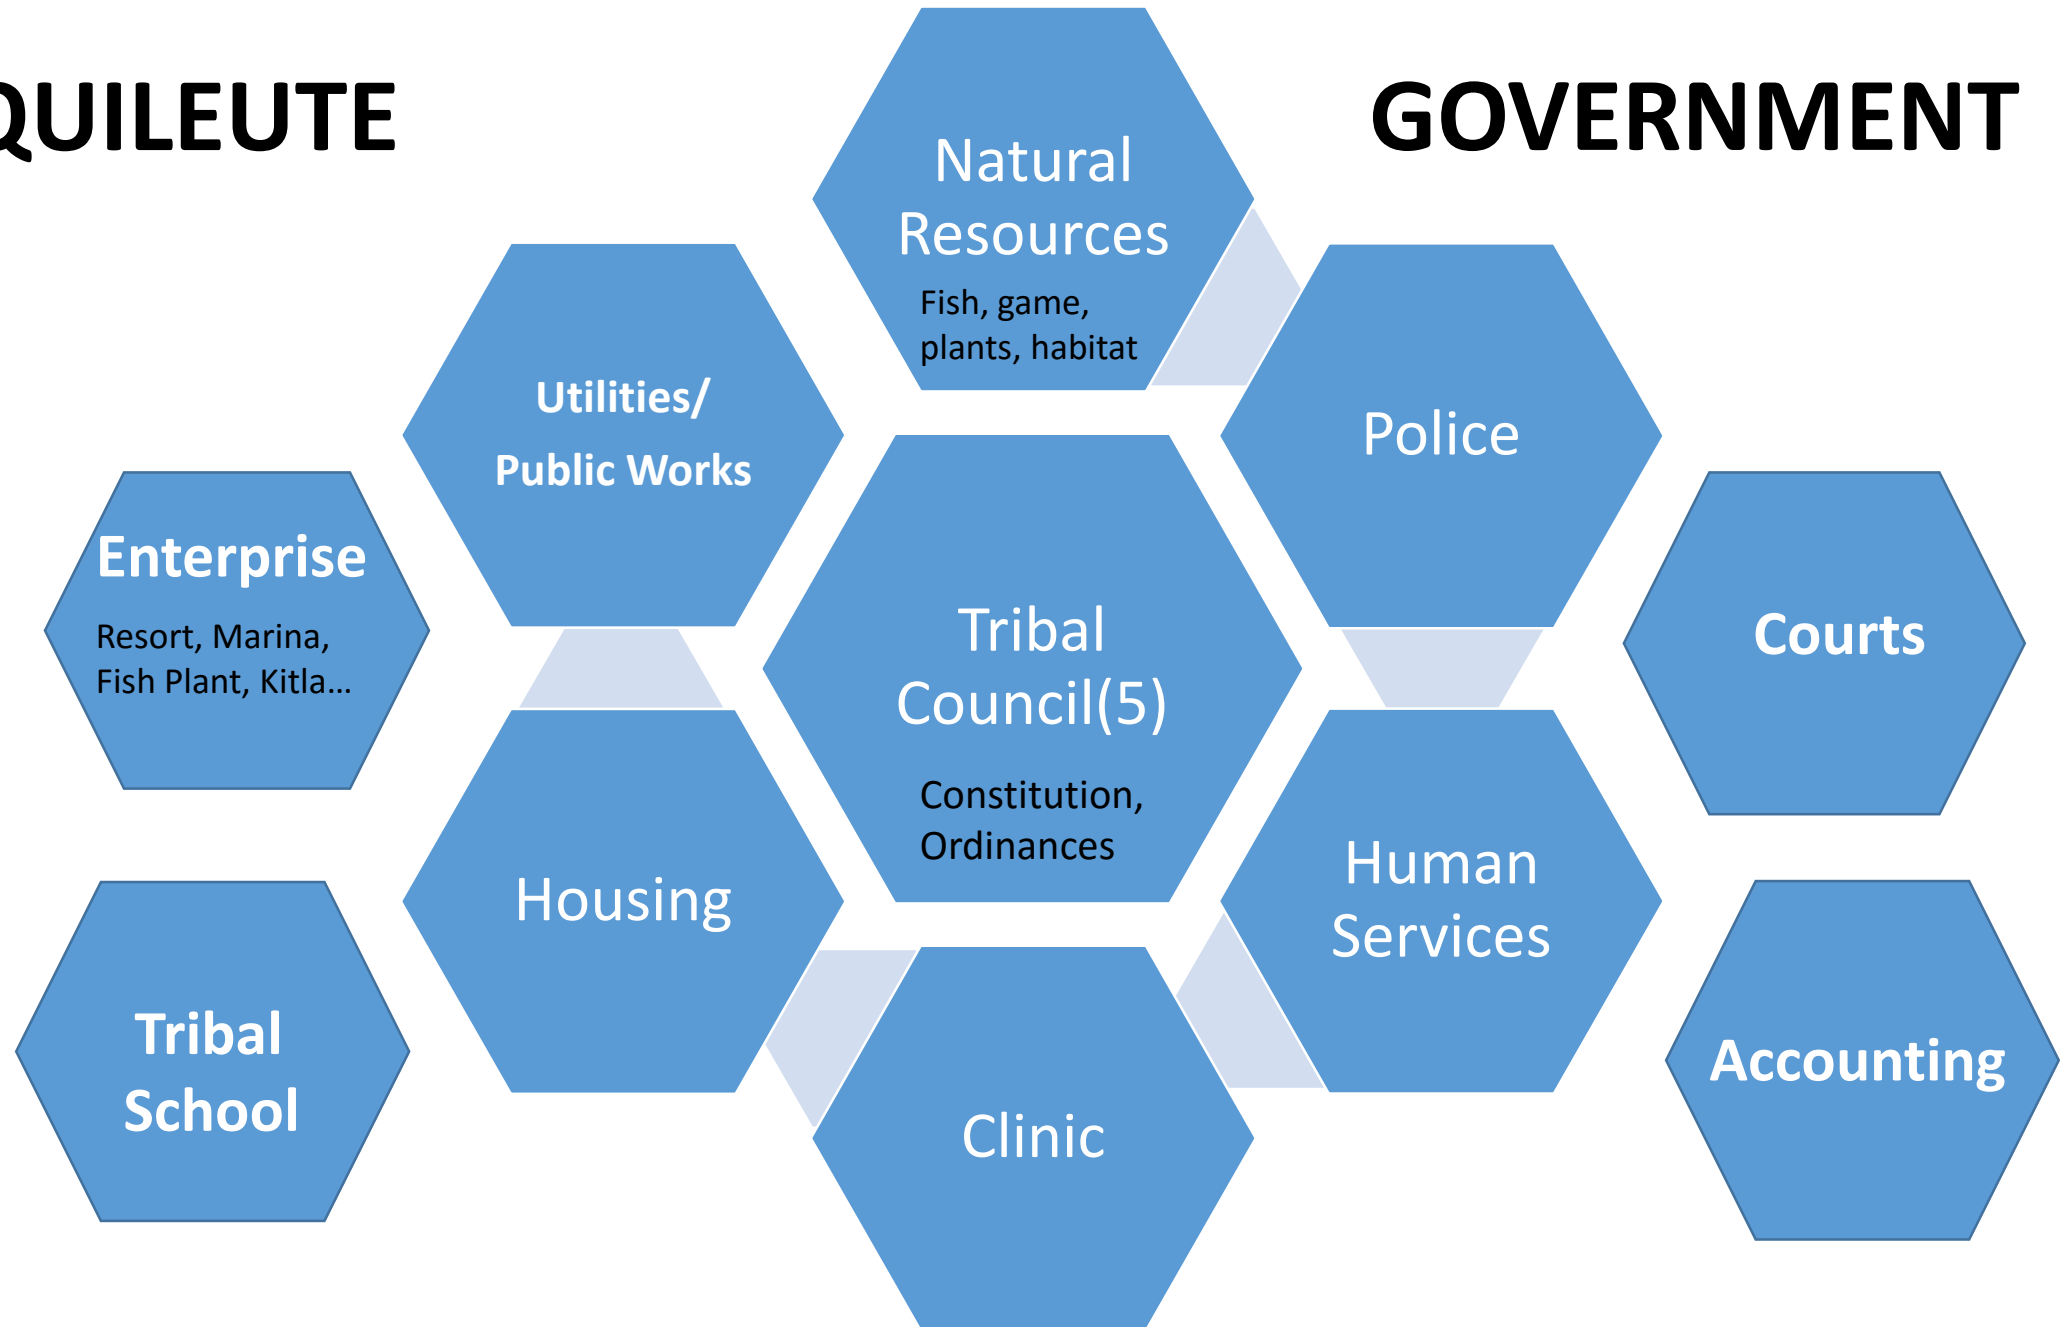 QUILEUTE
GOVERNMENT
Natural
Resources
Fish, game,
plants, habitat
Utilities/
Public Works
Police
Enterprise
Resort, Marina,
Fish Plant, Kitla...
Tribal
Council(5)
Constitution,
Ordinances
Courts
Housing
Human
Services
Tribal
School
Clinic
Accounting